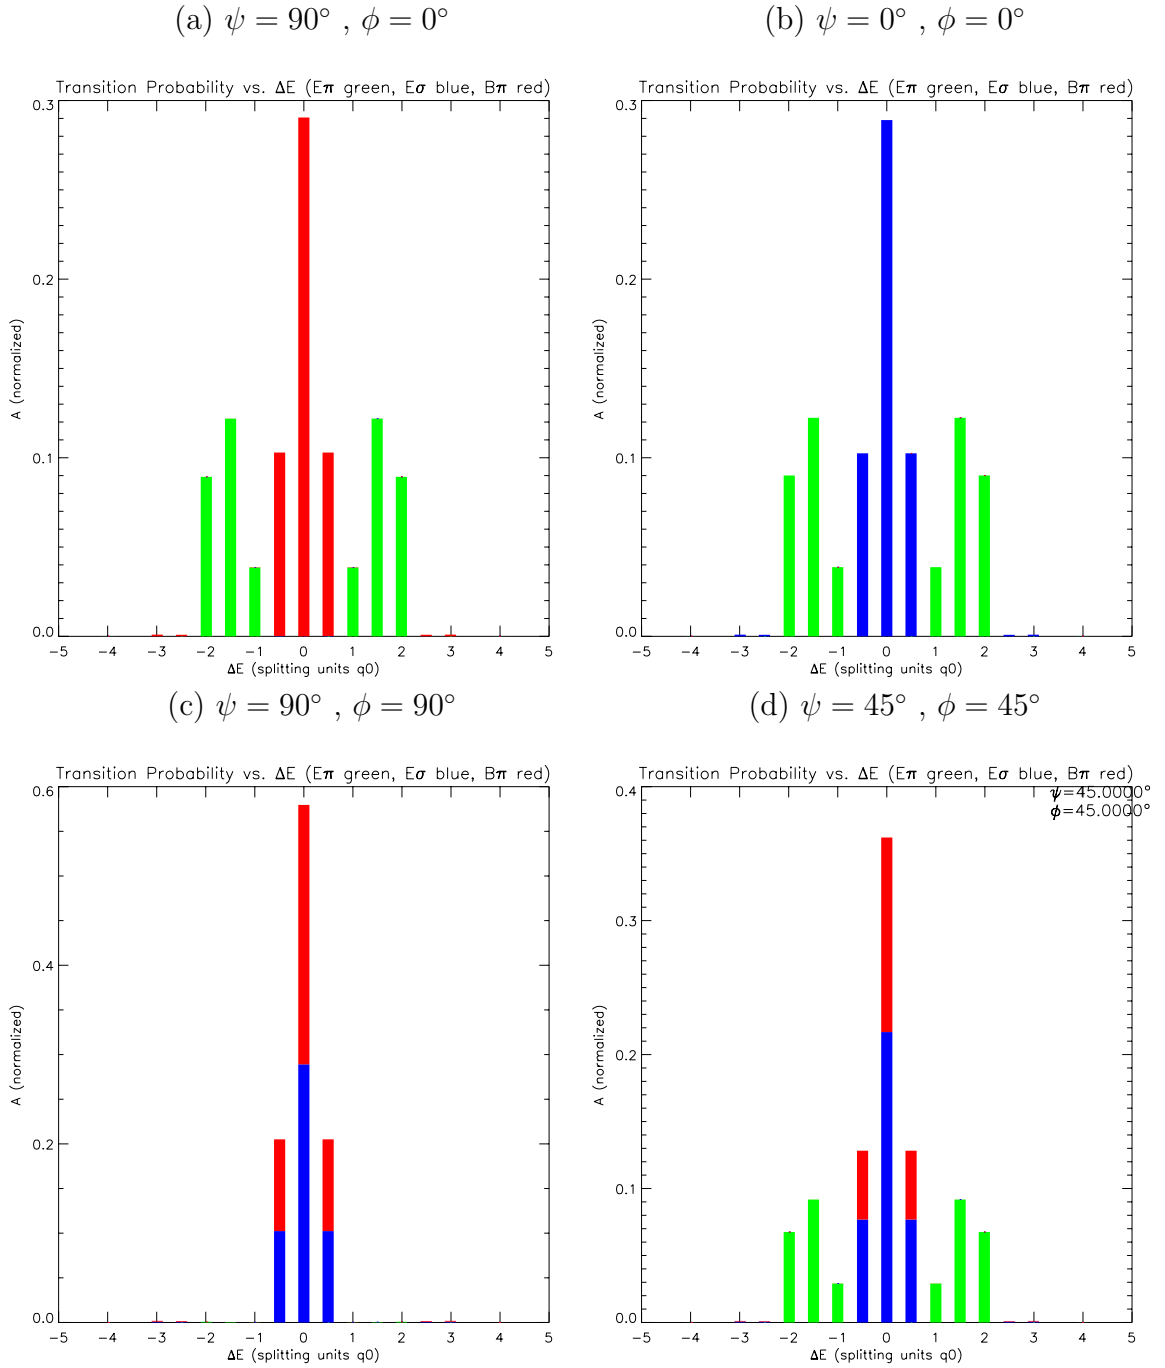 (a) ψ = 90° , ϕ = 0°
(b) ψ = 0° , ϕ = 0°
Transition Probability vs. ΔE (Eπ green, Eσ blue, Bπ red)
0.3
0.2
0.1
0.0
A (normalized)
-5 -4 -3 -2 -1 0 1 2 3 4 5
ΔE (splitting units q0)
Transition Probability vs. ΔE (Eπ green, Eσ blue, Bπ red)
0.3
0.2
0.1
0.0
A (normalized)
-5 -4 -3 -2 -1 0 1 2 3 4 5
ΔE (splitting units q0)
(c) ψ = 90° , ϕ = 90°
(d) ψ = 45° , ϕ = 45°
Transition Probability vs. ΔE (Eπ green, Eσ blue, Bπ red)
0.6
0.4
0.2
0.0
A (normalized)
-5 -4 -3 -2 -1 0 1 2 3 4 5
ΔE (splitting units q0)
Transition Probability vs. ΔE (Eπ green, Eσ blue, Bπ red)
ψ=45.0000°
ϕ=45.0000°
0.4
0.3
0.2
0.1
0.0
A (normalized)
-5 -4 -3 -2 -1 0 1 2 3 4 5
ΔE (splitting units q0)